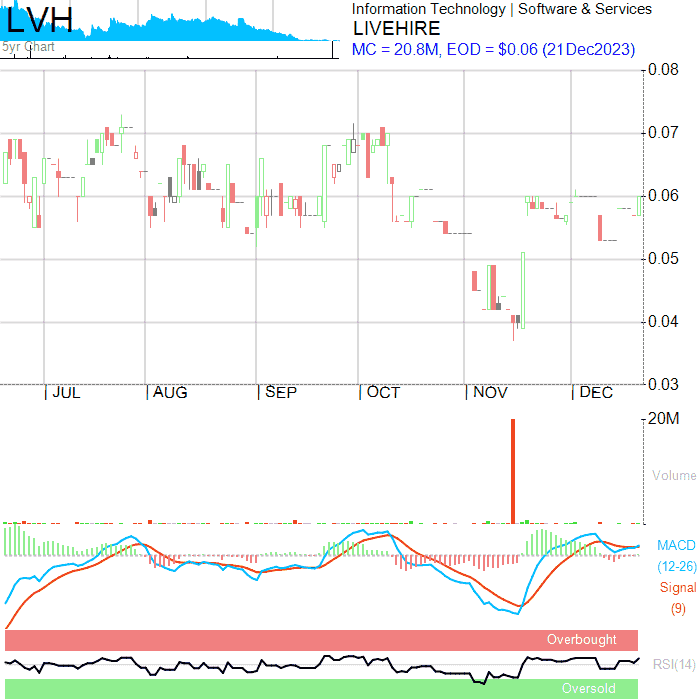 LVH
5yr Chart
Information Technology | Software & Services
LIVEHIRE
MC = 20.8M, EOD = $0.06 (21Dec2023)
0.08
0.07
0.06
0.05
0.04
0.03
JUL AUG SEP OCT NOV DEC
20M
Volume
MACD
(12-26)
Signal
(9)
Overbought
RSI(14)
Oversold